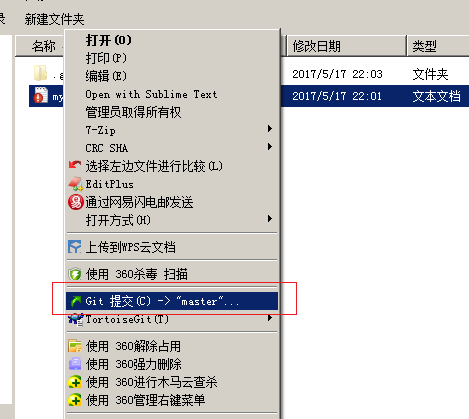 新建文件夹
名称
修改日期
类型
2017/5/17 22:03
文件夹
my
2017/5/17 22:01
文本文档
打开(O)
打印(P)
编辑(E)
Open with Sublime Text
管理员取得所有权
7-Zip
CRC SHA
选择左边文件进行比较(L)
EditPlus
通过网易闪电邮发送
打开方式(H)
上传到WPS云文档
使用 360杀毒 扫描
Git 提交(C) -> "master"...
TortoiseGit(T)
使用 360解除占用
使用 360强力删除
使用 360进行木马云查杀
使用 360管理右键菜单